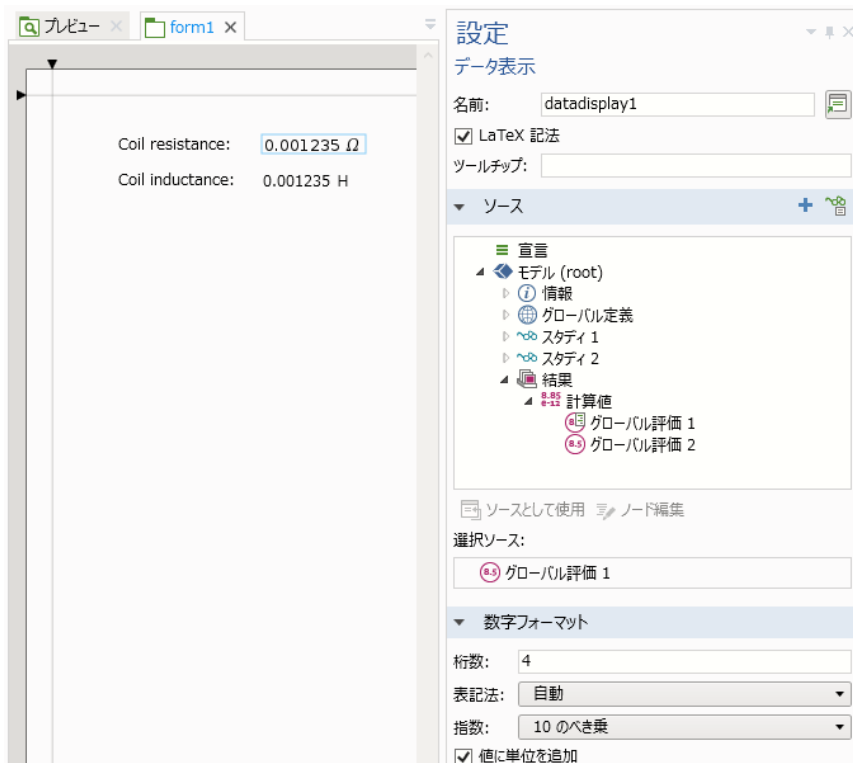 プレビュー
form1
Coil resistance: 0.001235 Ω
Coil inductance: 0.001235 H
設定
データ表示
名前: datadisplay1
LaTeX 記法
ツールチップ:
ソース
宣言
モデル (root)
情報
グローバル定義
スタディ 1
スタディ 2
結果
8.85
e-12 計算値
グローバル評価 1
8.5 グローバル評価 2
ソースとして使用 ノード編集
選択ソース:
8.5 グローバル評価 1
数字フォーマット
桁数: 4
表記法: 自動
指数: 10 のべき乗
値に単位を追加